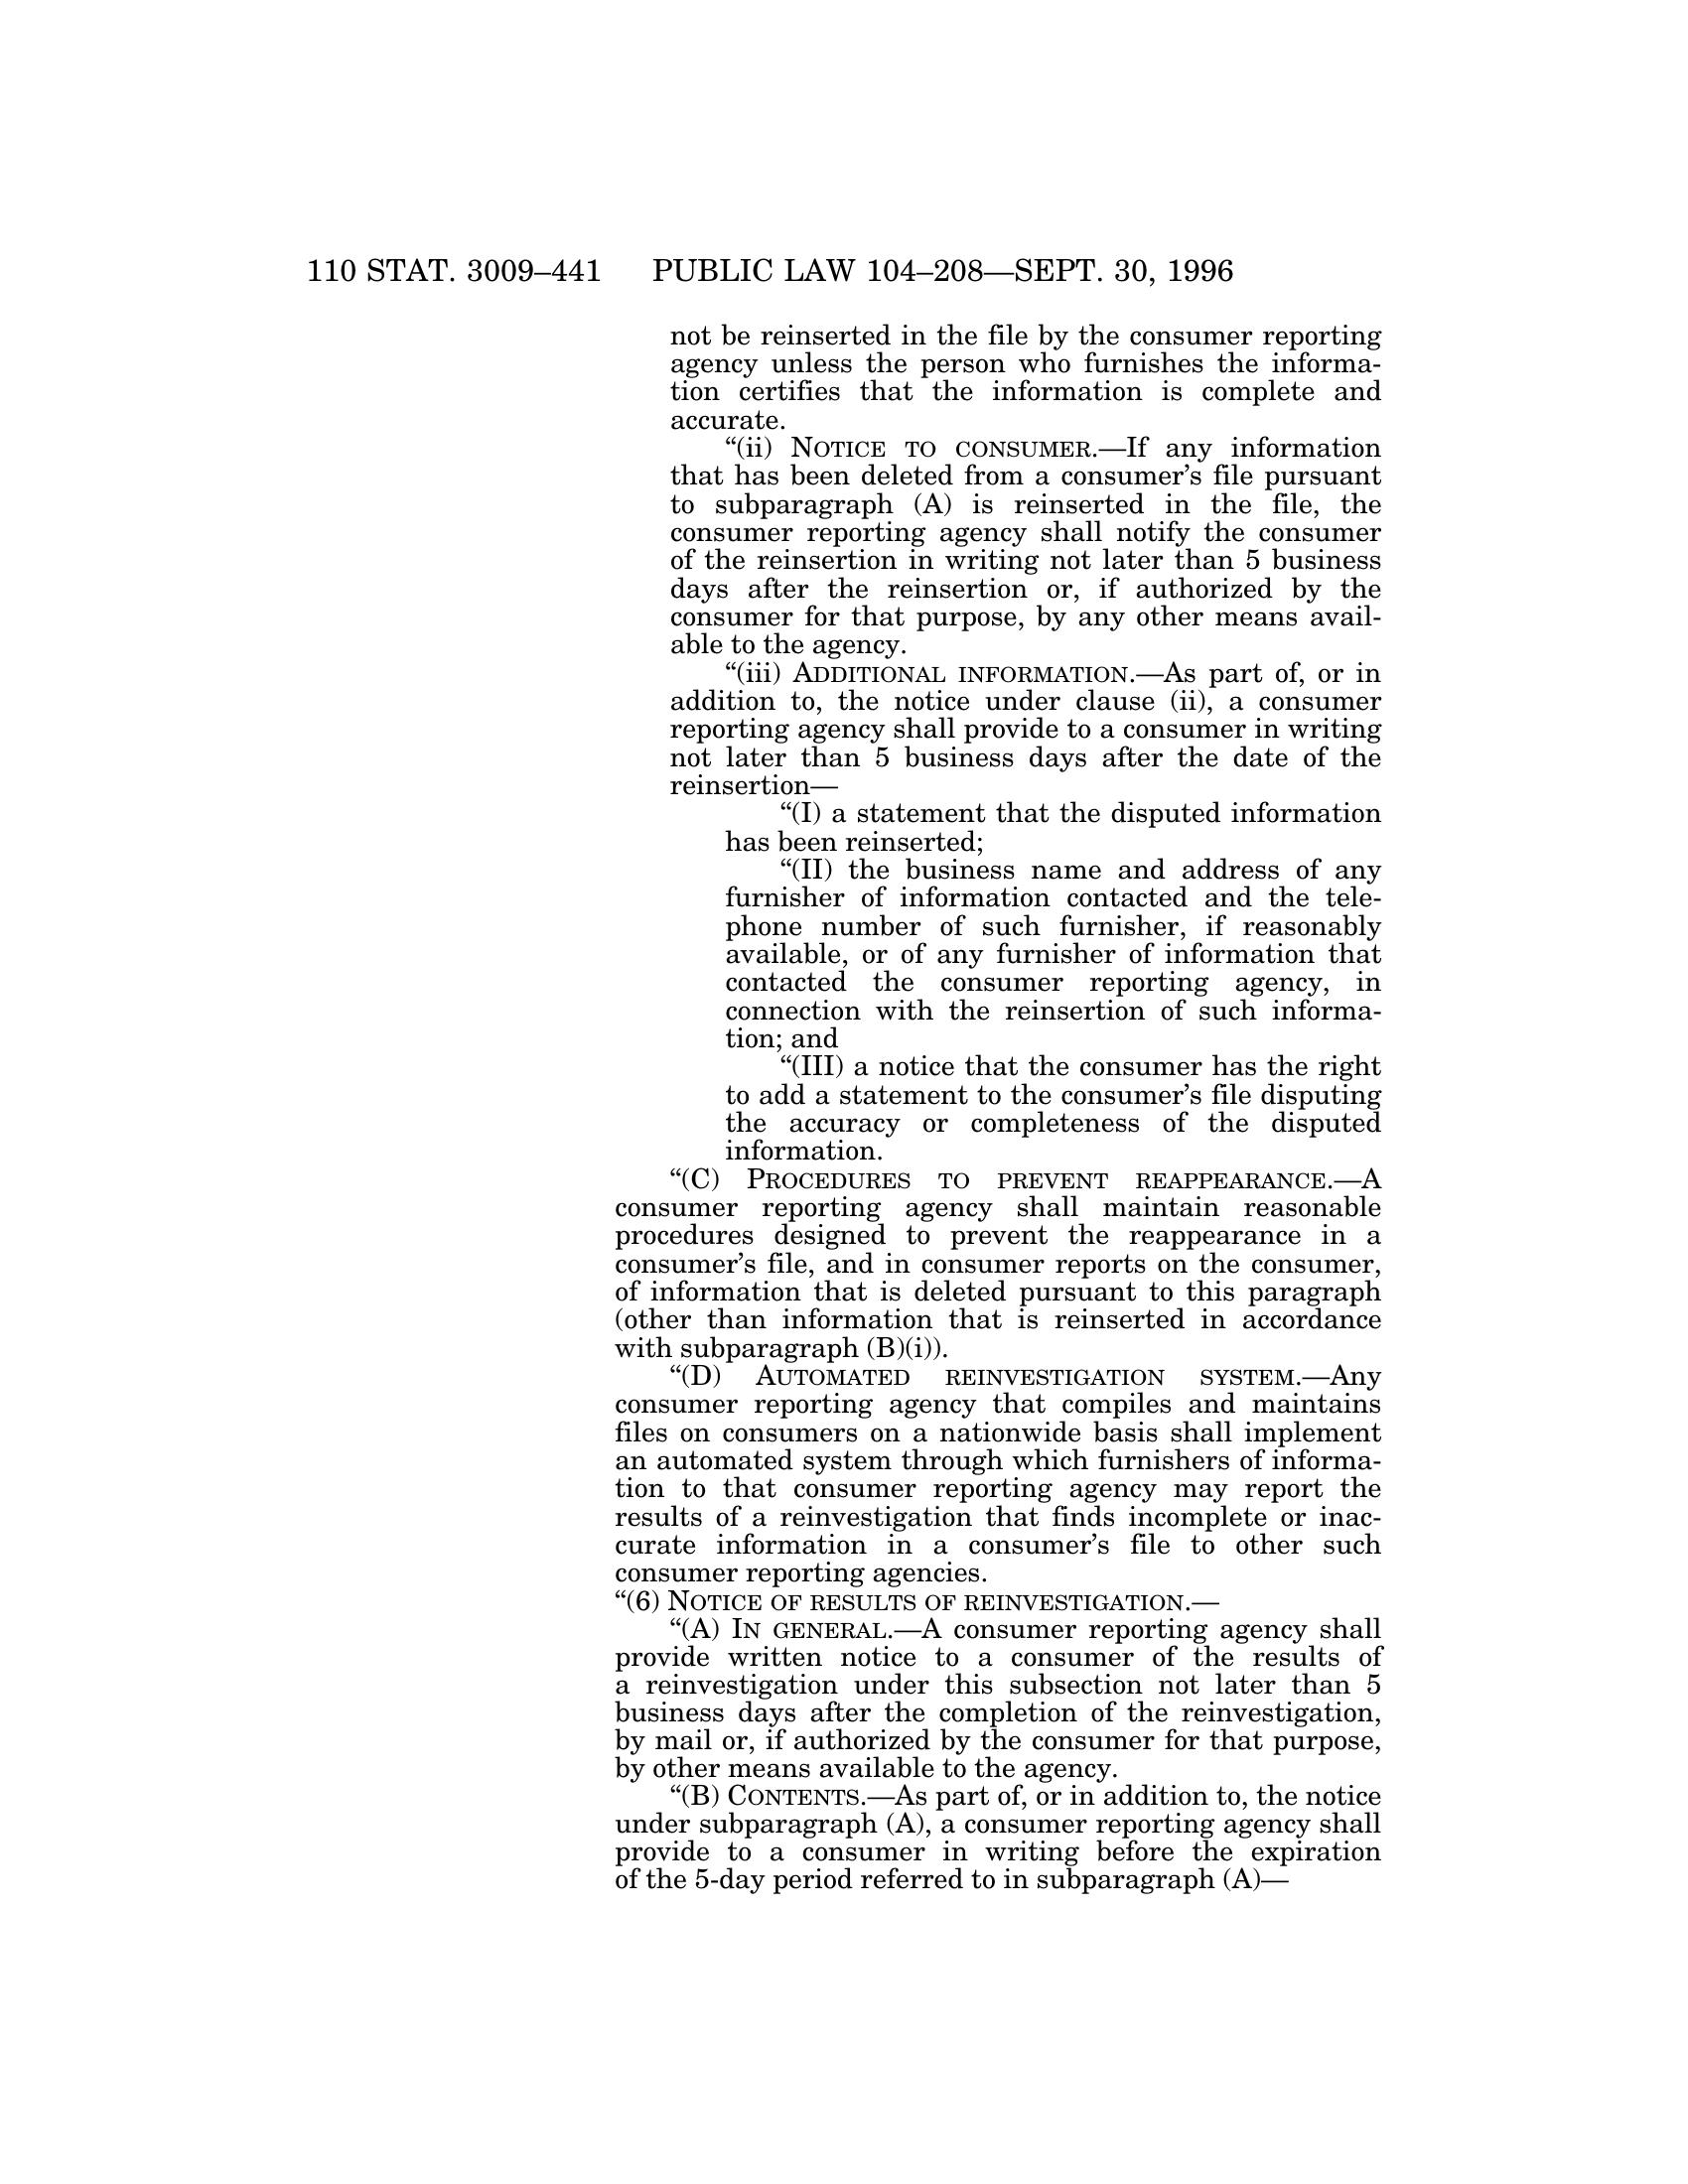 110 STAT. 3009–441 PUBLIC LAW 104–208—SEPT. 30, 1996
not be reinserted in the file by the consumer reporting
agency unless the person who furnishes the informa-
tion certifies that the information is complete and
accurate.
“(ii) NOTICE TO CONSUMER.—If any information
that has been deleted from a consumer’s file pursuant
to subparagraph (A) is reinserted in the file, the
consumer reporting agency shall notify the consumer
of the reinsertion in writing not later than 5 business
days after the reinsertion or, if authorized by the
consumer for that purpose, by any other means avail-
able to the agency.
“(iii) ADDITIONAL INFORMATION.—As part of, or in
addition to, the notice under clause (ii), a consumer
reporting agency shall provide to a consumer in writing
not later than 5 business days after the date of the
reinsertion—
“(I) a statement that the disputed information
has been reinserted;
“(II) the business name and address of any
furnisher of information contacted and the tele-
phone number of such furnisher, if reasonably
available, or of any furnisher of information that
contacted the consumer reporting agency, in
connection with the reinsertion of such informa-
tion; and
“(III) a notice that the consumer has the right
to add a statement to the consumer’s file disputing
the accuracy or completeness of the disputed
information.
“(C) PROCEDURES TO PREVENT REAPPEARANCE.—A
consumer reporting agency shall maintain reasonable
procedures designed to prevent the reappearance in a
consumer’s file, and in consumer reports on the consumer,
of information that is deleted pursuant to this paragraph
(other than information that is reinserted in accordance
with subparagraph (B)(i)).
“(D) AUTOMATED REINVESTIGATION SYSTEM.—Any
consumer reporting agency that compiles and maintains
files on consumers on a nationwide basis shall implement
an automated system through which furnishers of informa-
tion to that consumer reporting agency may report the
results of a reinvestigation that finds incomplete or inac-
curate information in a consumer’s file to other such
consumer reporting agencies.
“(6) NOTICE OF RESULTS OF REINVESTIGATION.—
“(A) IN GENERAL.—A consumer reporting agency shall
provide written notice to a consumer of the results of
a reinvestigation under this subsection not later than 5
business days after the completion of the reinvestigation,
by mail or, if authorized by the consumer for that purpose,
by other means available to the agency.
“(B) CONTENTS.—As part of, or in addition to, the notice
under subparagraph (A), a consumer reporting agency shall
provide to a consumer in writing before the expiration
of the 5-day period referred to in subparagraph (A)—